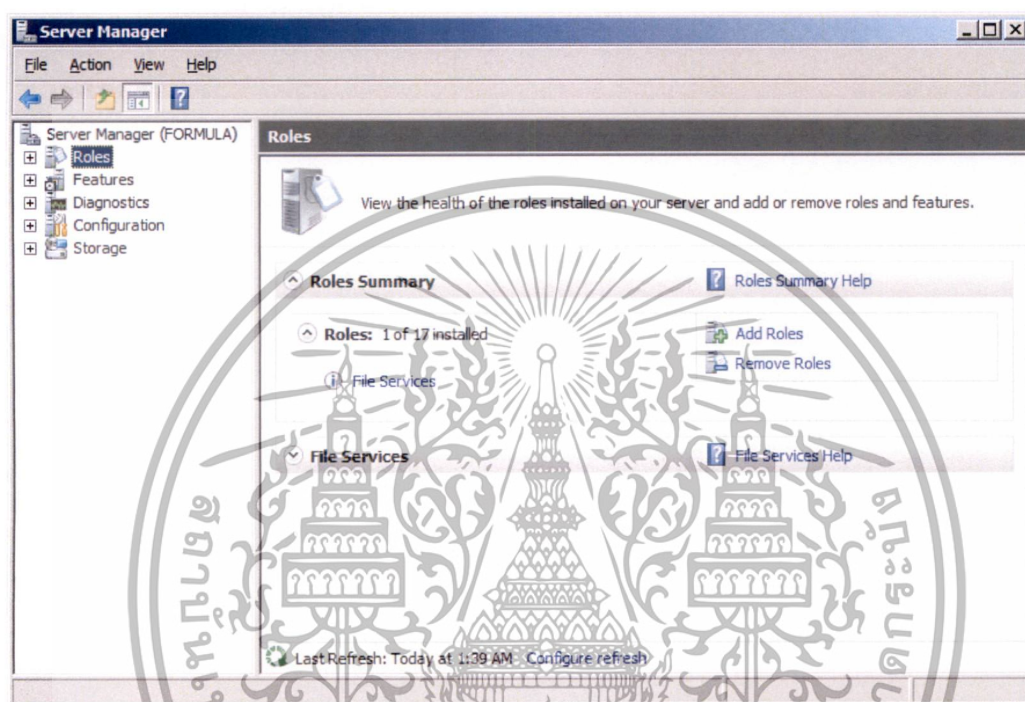 Server Manager
File Action View Help
Server Manager (FORMULA)
Roles
Features
Diagnostics
Configuration
Storage
Roles
View the health of the roles installed on your server and add or remove roles and features.
Roles Summary
Roles Summary Help
Roles: 1 of 17 installed
Add Roles
Remove Roles
File Services
File Services
File Services Help
Last Refresh: Today at 1:39 AM Configure refresh